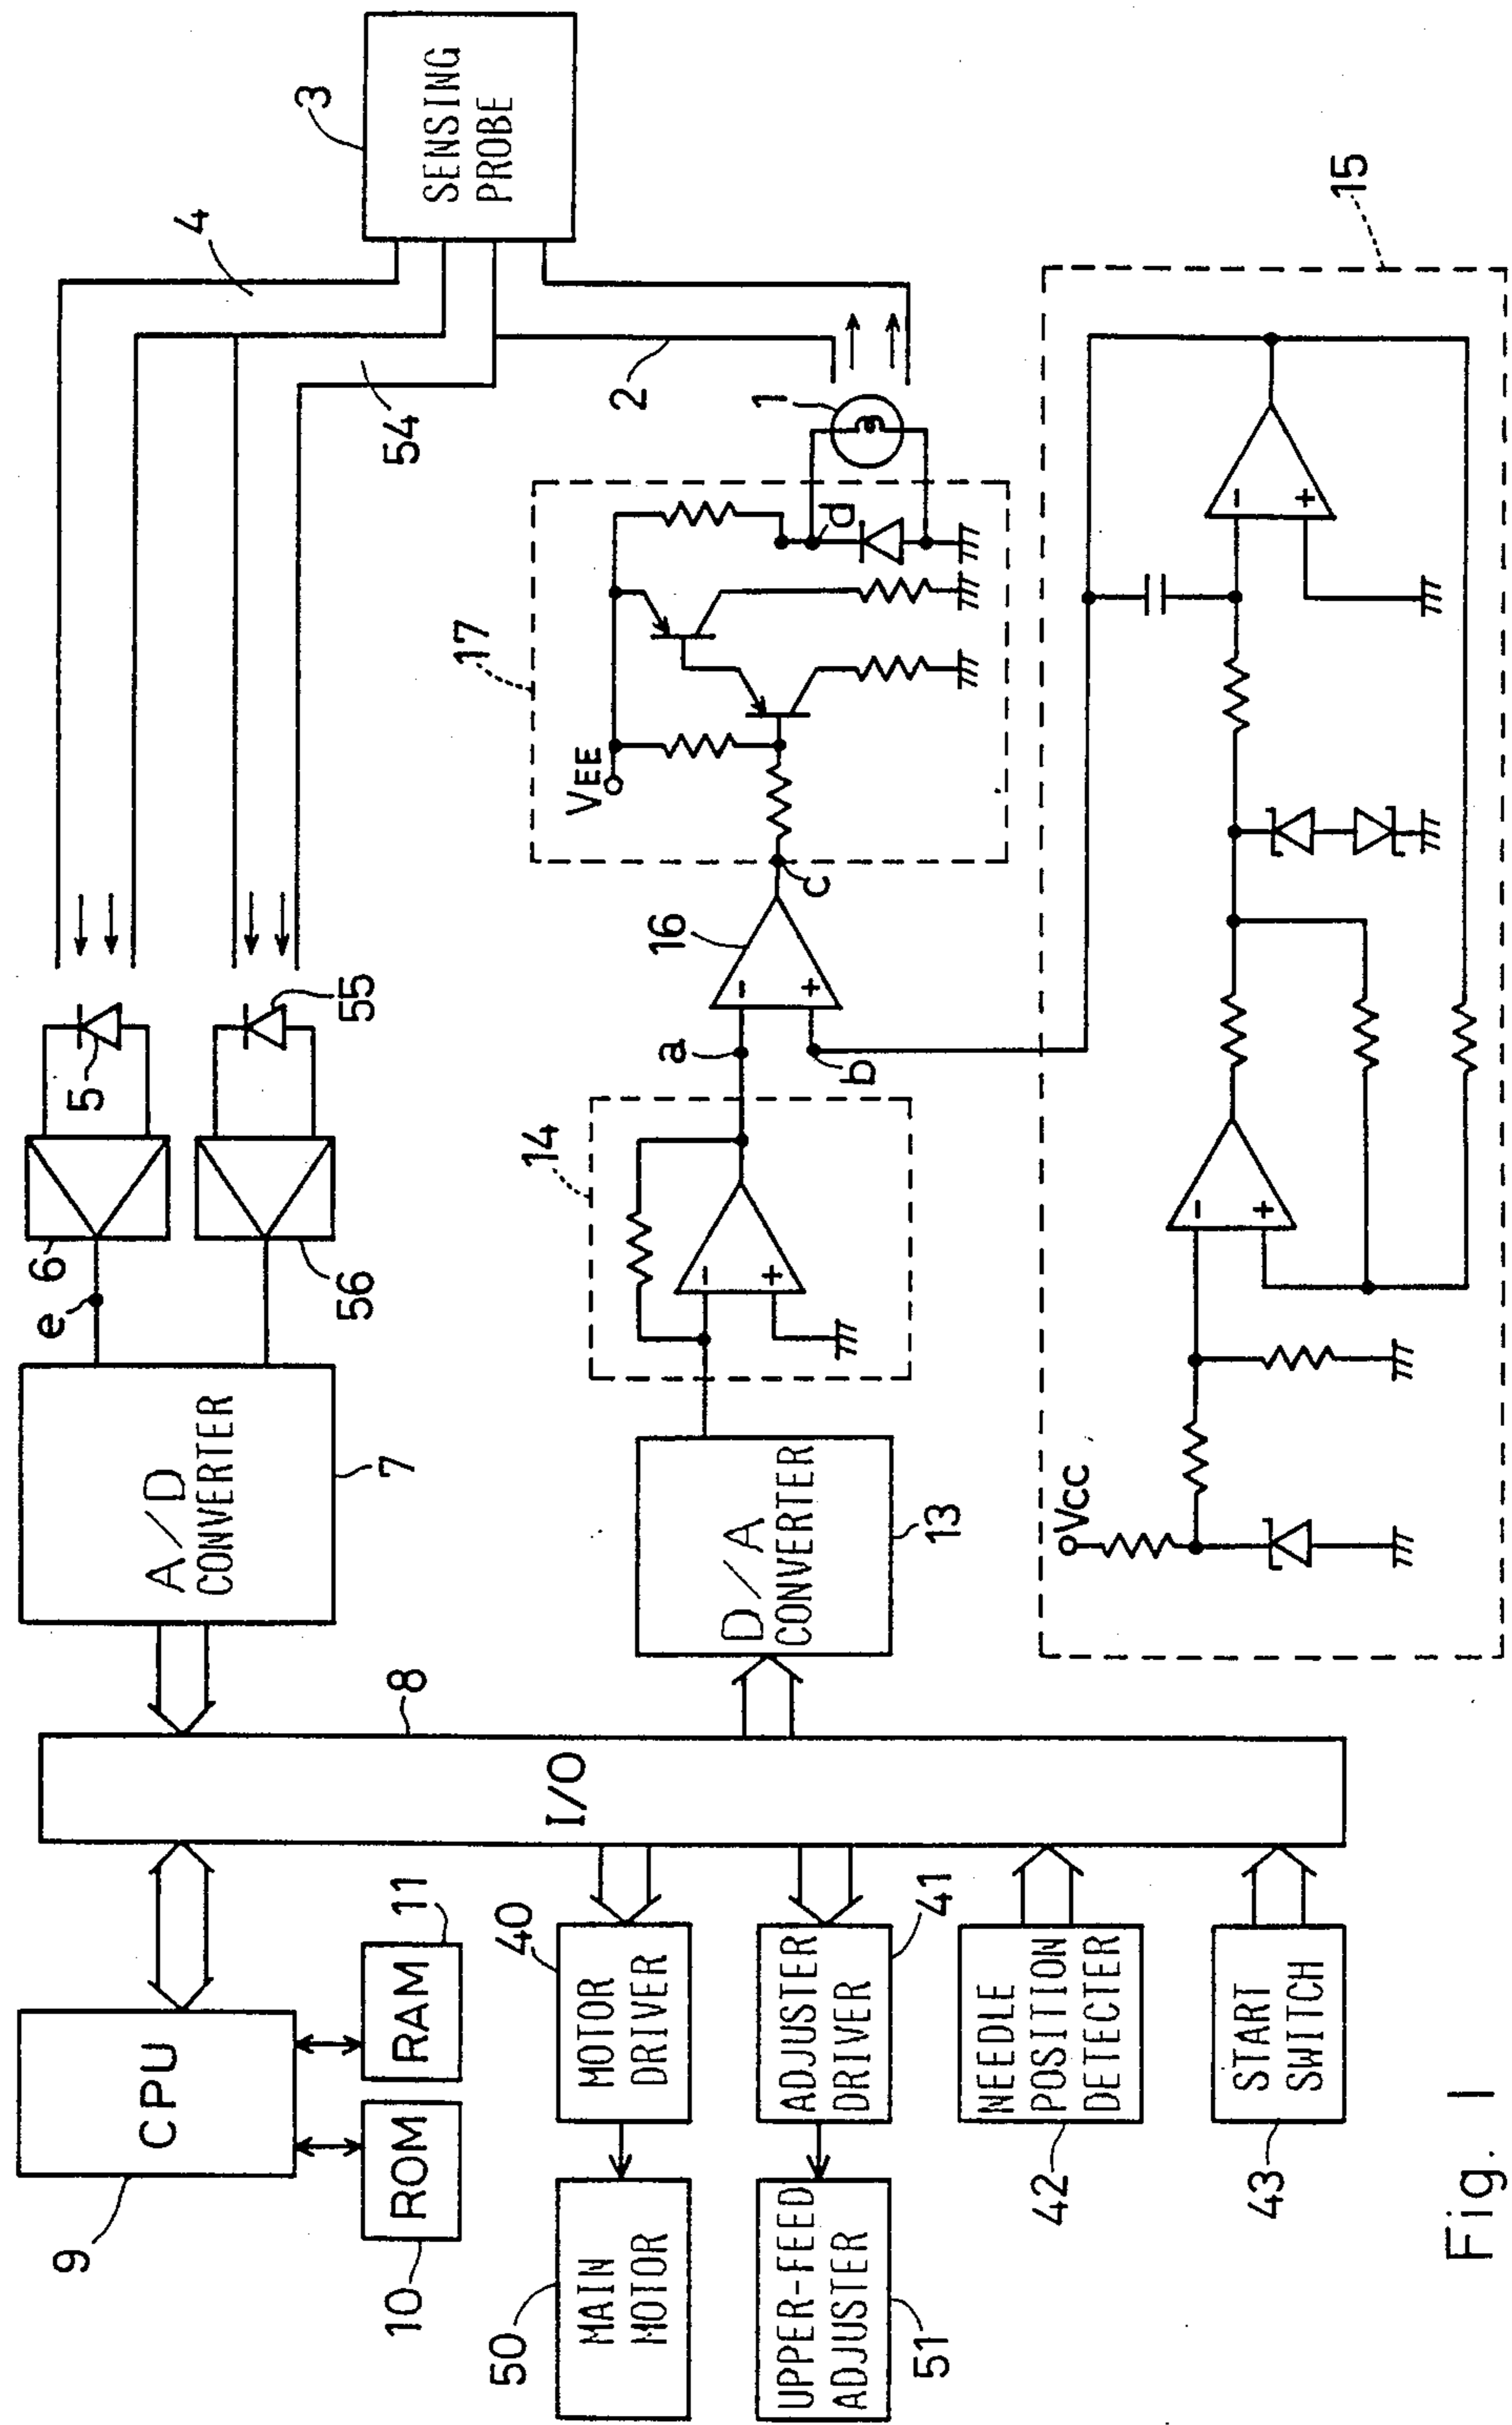 9
CPU
10
ROM
11
RAM
8
I/O
A/D
CONVERTER
7
e
6
56
5
55
4
54
3
SENSING
PROBE
2
1
50
MAIN
MOTOR
40
MOTOR
DRIVER
UPPER-FEED
ADJUSTER
51
ADJUSTER
DRIVER
41
NEEDLE
POSITION
DETECTER
42
START
SWITCH
43
D/A
CONVERTER
13
14
-
+
a
b
16
-
+
c
17
VEE
d
15
VCC
-
+
-
+
Fig. 1